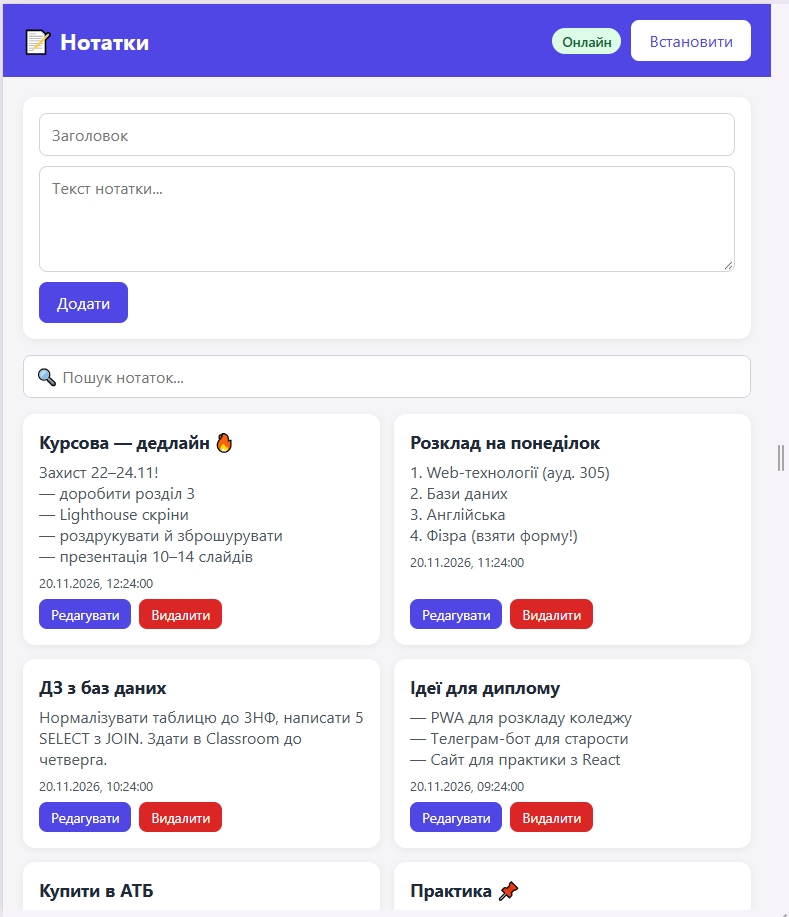 📝 Нотатки
Онлайн
Встановити
Заголовок
Текст нотатки...
Додати
🔍 Пошук нотаток...
Курсова — дедлайн 🔥
Захист 22–24.11!
— доробити розділ 3
— Lighthouse скріни
— роздрукувати й зброшурувати
— презентація 10–14 слайдів
20.11.2026, 12:24:00
Редагувати
Видалити
Розклад на понеділок
1. Web-технології (ауд. 305)
2. Бази даних
3. Англійська
4. Фізра (взяти форму!)
20.11.2026, 11:24:00
Редагувати
Видалити
ДЗ з баз даних
Нормалізувати таблицю до 3НФ, написати 5
SELECT з JOIN. Здати в Classroom до
четверга.
20.11.2026, 10:24:00
Редагувати
Видалити
Ідеї для диплому
— PWA для розкладу коледжу
— Телеграм-бот для старости
— Сайт для практики з React
20.11.2026, 09:24:00
Редагувати
Видалити
Купити в АТБ
Практика 📌